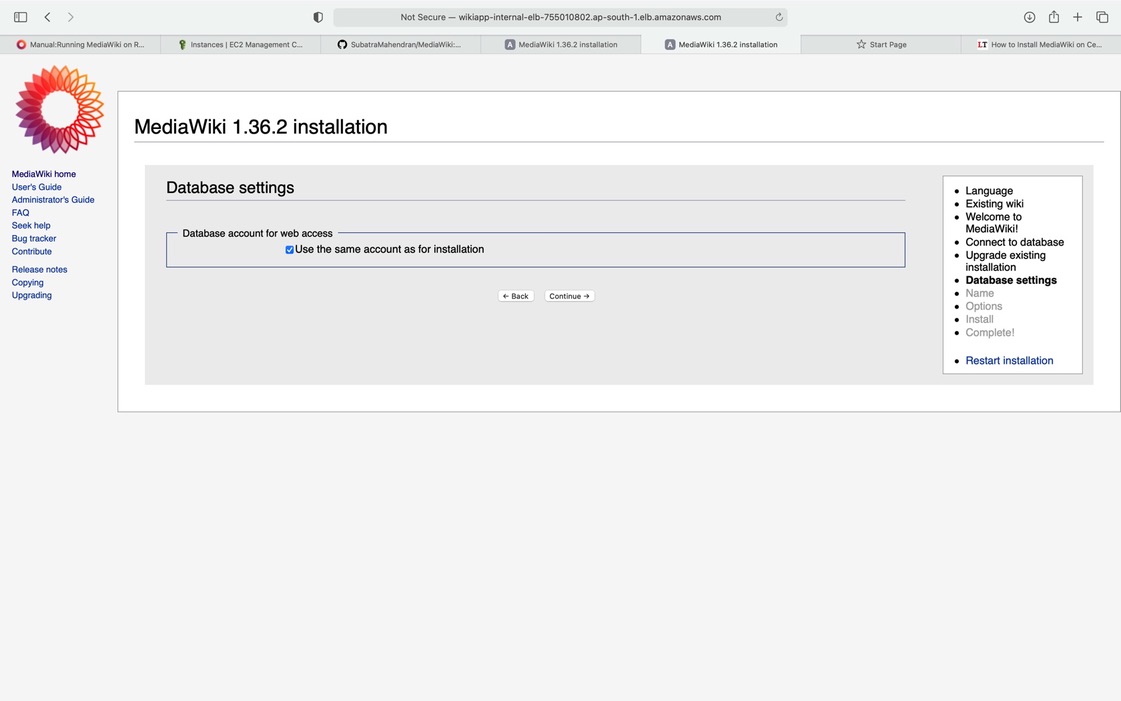 Not Secure — wikiapp-internal-elb-755010802.ap-south-1.elb.amazonaws.com
Manual:Running MediaWiki on R...
Instances | EC2 Management C...
SubatraMahendran/MediaWiki:...
A MediaWiki 1.36.2 installation
A MediaWiki 1.36.2 installation
Start Page
LT How to Install MediaWiki on Ce...
MediaWiki home
User's Guide
Administrator's Guide
FAQ
Seek help
Bug tracker
Contribute
Release notes
Copying
Upgrading
MediaWiki 1.36.2 installation
Database settings
Database account for web access
Use the same account as for installation
← Back
Continue →
Language
Existing wiki
Welcome to
MediaWiki!
Connect to database
Upgrade existing
installation
Database settings
Name
Options
Install
Complete!
Restart installation